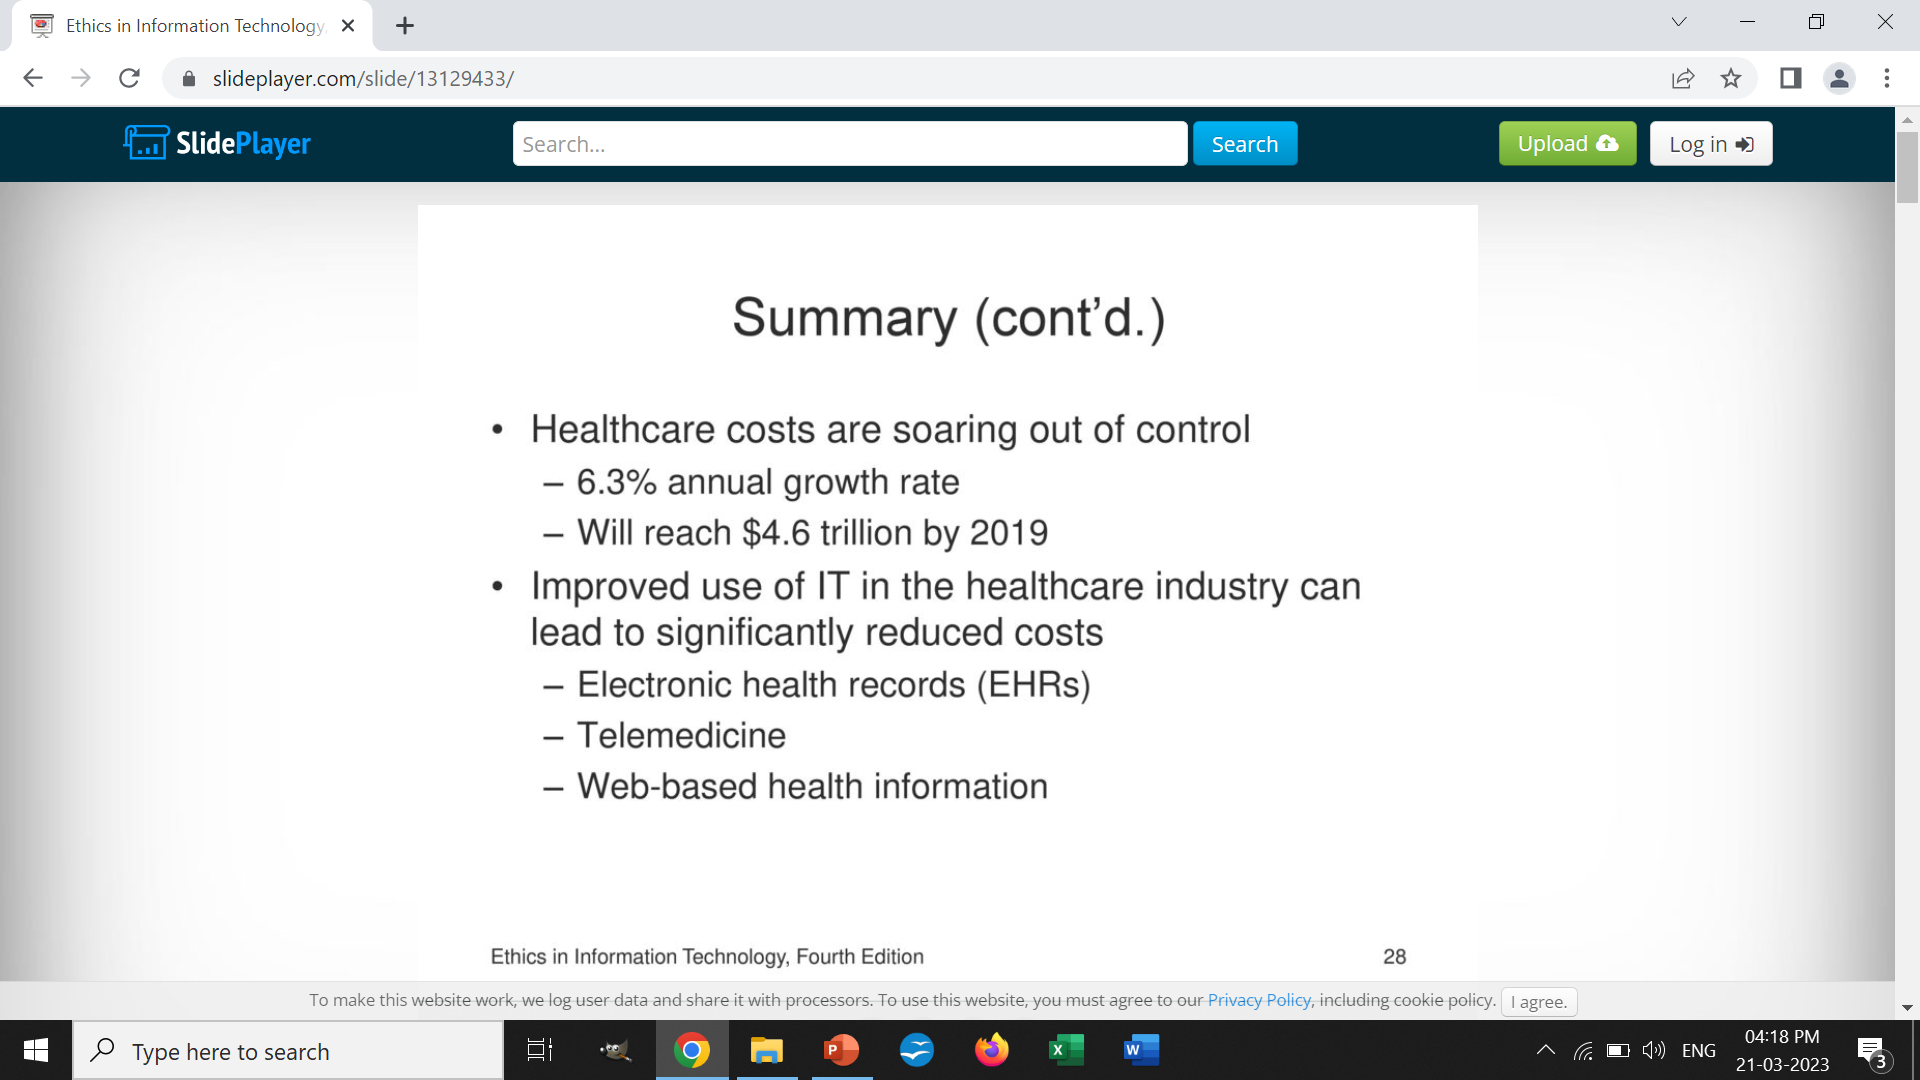 Ethics in Information Technology,
slideplayer.com/slide/13129433/
SlidePlayer
Search...
Search
Upload
Log in
Summary (cont’d.)
• Healthcare costs are soaring out of control
– 6.3% annual growth rate
– Will reach $4.6 trillion by 2019
• Improved use of IT in the healthcare industry can
lead to significantly reduced costs
– Electronic health records (EHRs)
– Telemedicine
– Web-based health information
Ethics in Information Technology, Fourth Edition
28
To make this website work, we log user data and share it with processors. To use this website, you must agree to our Privacy Policy, including cookie policy.
I agree.
Type here to search
P
X
W
ENG
04:18 PM
21-03-2023
3